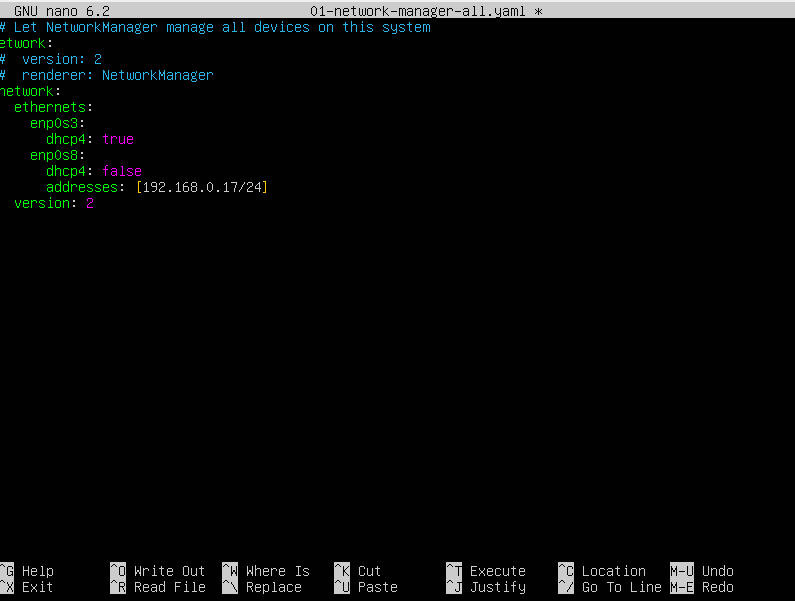 GNU nano 6.2 01-network-manager-all.yaml *
# Let NetworkManager manage all devices on this system
etwork:
#  version: 2
#  renderer: NetworkManager
network:
  ethernets:
    enp0s3:
      dhcp4: true
    enp0s8:
      dhcp4: false
      addresses: [192.168.0.17/24]
  version: 2
^G Help ^O Write Out ^W Where Is ^K Cut ^T Execute ^C Location M-U Undo
^X Exit ^R Read File ^\ Replace ^U Paste ^J Justify ^/ Go To Line M-E Redo